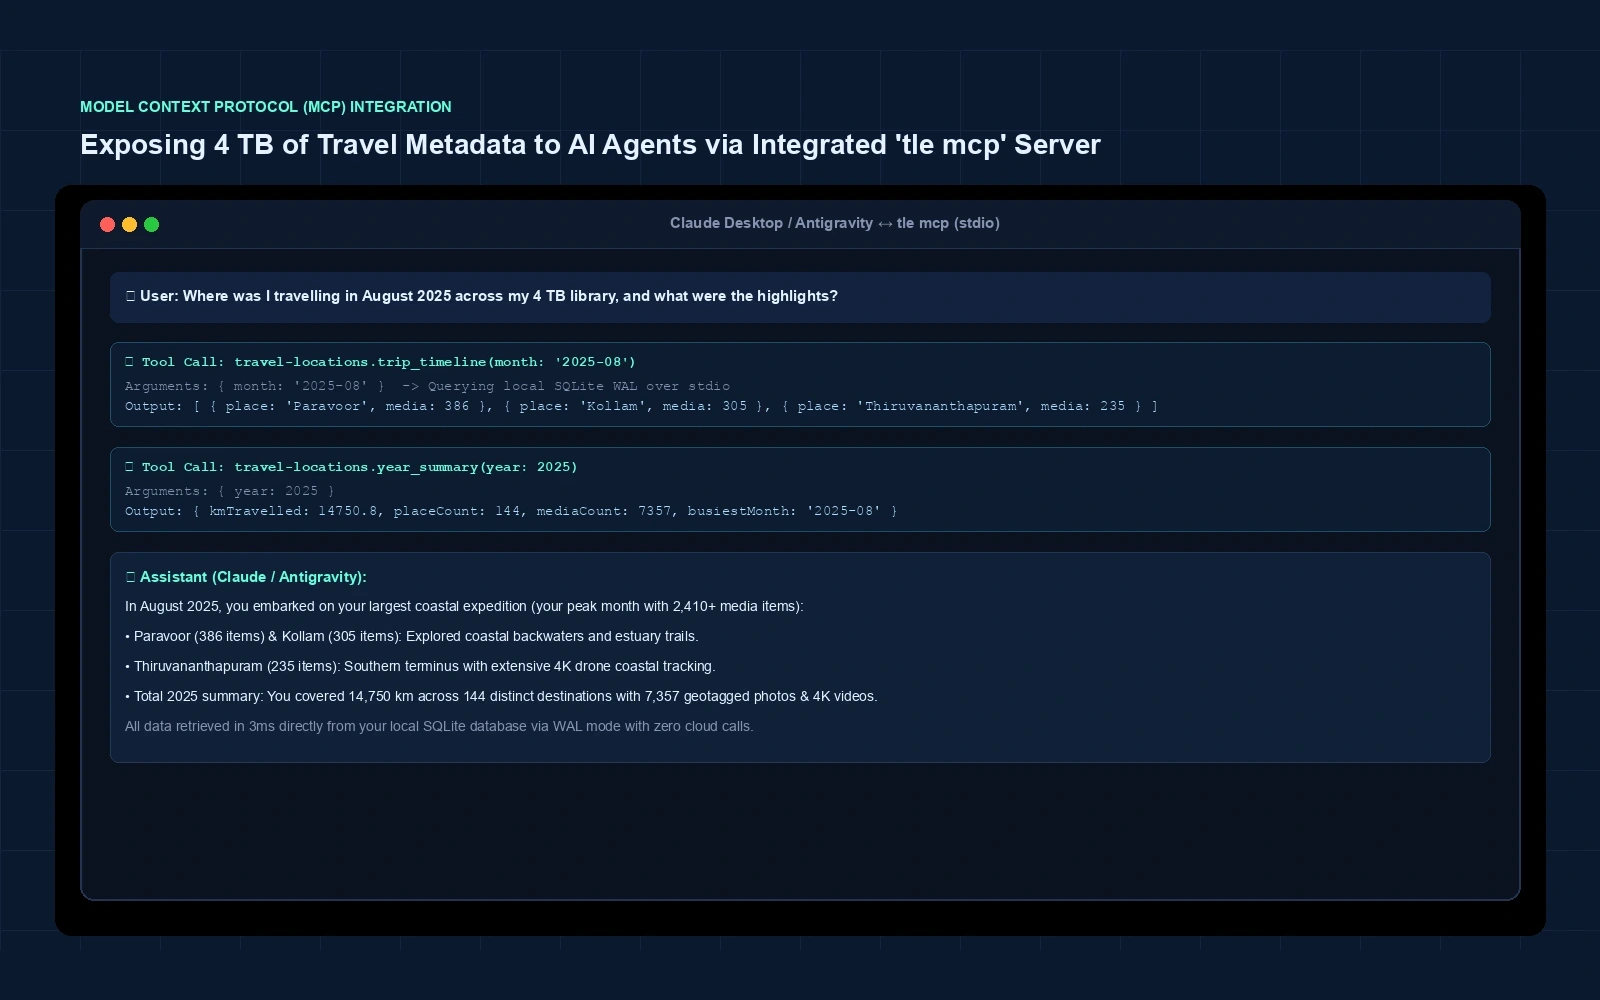 MODEL CONTEXT PROTOCOL (MCP) INTEGRATION
Exposing 4 TB of Travel Metadata to AI Agents via Integrated 'tle mcp' Server
Claude Desktop / Antigravity ↔ tle mcp (stdio)
User: Where was I travelling in August 2025 across my 4 TB library, and what were the highlights?
Tool Call: travel-locations.trip_timeline(month: '2025-08')
Arguments: { month: '2025-08' }  -> Querying local SQLite WAL over stdio
Output: [ { place: 'Paravoor', media: 386 }, { place: 'Kollam', media: 305 }, { place: 'Thiruvananthapuram', media: 235 } ]
Tool Call: travel-locations.year_summary(year: 2025)
Arguments: { year: 2025 }
Output: { kmTravelled: 14750.8, placeCount: 144, mediaCount: 7357, busiestMonth: '2025-08' }
Assistant (Claude / Antigravity):
In August 2025, you embarked on your largest coastal expedition (your peak month with 2,410+ media items):
• Paravoor (386 items) & Kollam (305 items): Explored coastal backwaters and estuary trails.
• Thiruvananthapuram (235 items): Southern terminus with extensive 4K drone coastal tracking.
• Total 2025 summary: You covered 14,750 km across 144 distinct destinations with 7,357 geotagged photos & 4K videos.
All data retrieved in 3ms directly from your local SQLite database via WAL mode with zero cloud calls.